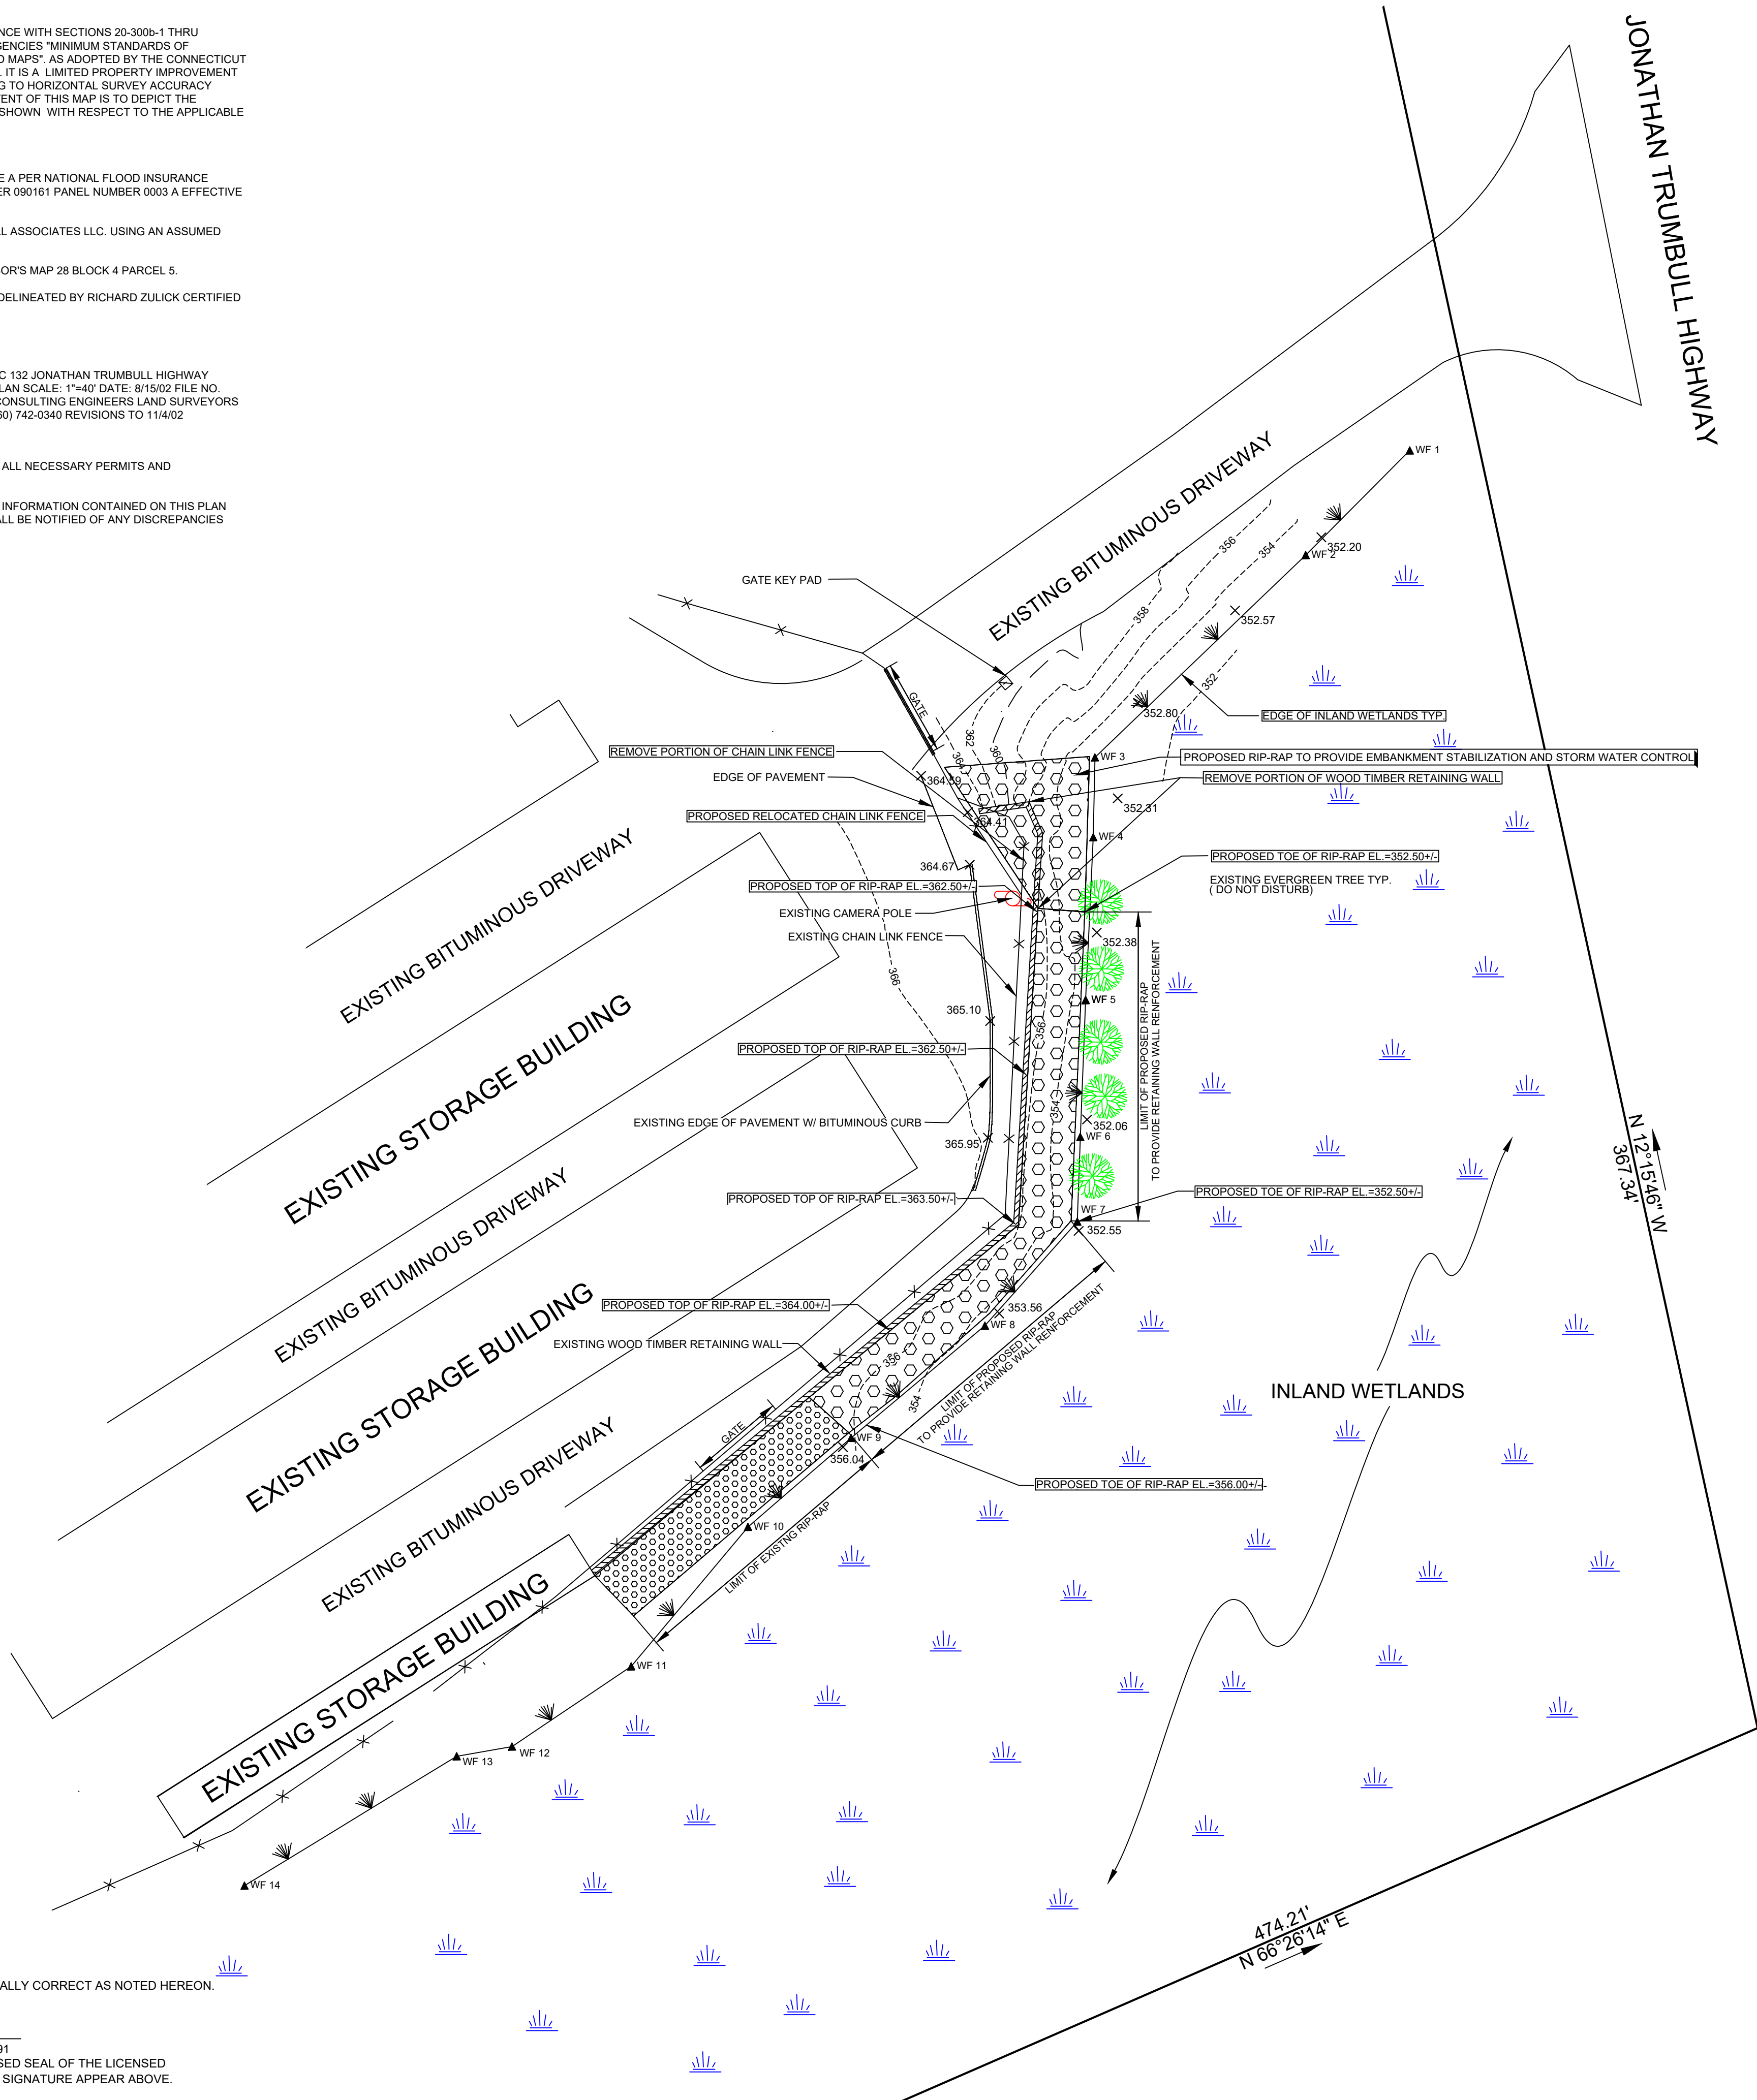 NCE WITH SECTIONS 20-300b-1 THRU
GENCIES "MINIMUM STANDARDS OF
D MAPS". AS ADOPTED BY THE CONNECTICUT
. IT IS A LIMITED PROPERTY IMPROVEMENT
G TO HORIZONTAL SURVEY ACCURACY
TENT OF THIS MAP IS TO DEPICT THE
SHOWN WITH RESPECT TO THE APPLICABLE
E A PER NATIONAL FLOOD INSURANCE
ER 090161 PANEL NUMBER 0003 A EFFECTIVE
L ASSOCIATES LLC. USING AN ASSUMED
OR'S MAP 28 BLOCK 4 PARCEL 5.
DELINEATED BY RICHARD ZULICK CERTIFIED
C 132 JONATHAN TRUMBULL HIGHWAY
LAN SCALE: 1"=40' DATE: 8/15/02 FILE NO.
CONSULTING ENGINEERS LAND SURVEYORS
60) 742-0340 REVISIONS TO 11/4/02
ALL NECESSARY PERMITS AND
INFORMATION CONTAINED ON THIS PLAN
ALL BE NOTIFIED OF ANY DISCREPANCIES
JONATHAN TRUMBULL HIGHWAY
WF 1
352.20
WF 2
EXISTING BITUMINOUS DRIVEWAY
356
354
358
352.57
GATE KEY PAD
352
GATE
352.80
EDGE OF INLAND WETLANDS TYP.
362
360
364
REMOVE PORTION OF CHAIN LINK FENCE
WF 3
PROPOSED RIP-RAP TO PROVIDE EMBANKMENT STABILIZATION AND STORM WATER CONTROL
EDGE OF PAVEMENT
364.59
REMOVE PORTION OF WOOD TIMBER RETAINING WALL
352.31
PROPOSED RELOCATED CHAIN LINK FENCE
364.41
WF 4
364.67
PROPOSED TOE OF RIP-RAP EL.=352.50+/-
EXISTING EVERGREEN TREE TYP.
( DO NOT DISTURB)
PROPOSED TOP OF RIP-RAP EL.=362.50+/-
EXISTING CAMERA POLE
EXISTING CHAIN LINK FENCE
352.38
366
EXISTING BITUMINOUS DRIVEWAY
WF 5
365.10
356
LIMIT OF PROPOSED RIP-RAP
TO PROVIDE RETAINING WALL RENFORCEMENT
EXISTING STORAGE BUILDING
PROPOSED TOP OF RIP-RAP EL.=362.50+/-
354
EXISTING EDGE OF PAVEMENT W/ BITUMINOUS CURB
352.06
WF 6
365.95
N 12°15'46" W
367.34'
PROPOSED TOP OF RIP-RAP EL.=363.50+/-
PROPOSED TOE OF RIP-RAP EL.=352.50+/-
WF 7
352.55
EXISTING BITUMINOUS DRIVEWAY
PROPOSED TOP OF RIP-RAP EL.=364.00+/-
353.56
WF 8
EXISTING WOOD TIMBER RETAINING WALL
356
354
LIMIT OF PROPOSED RIP-RAP
TO PROVIDE RETAINING WALL RENFORCEMENT
INLAND WETLANDS
EXISTING STORAGE BUILDING
GATE
WF 9
356.04
PROPOSED TOE OF RIP-RAP EL.=356.00+/-
EXISTING BITUMINOUS DRIVEWAY
WF 10
LIMIT OF EXISTNG RIP-RAP
EXISTING STORAGE BUILDING
WF 11
WF 12
WF 13
WF 14
474.21'
N 66°26'14" E
ALLY CORRECT AS NOTED HEREON.
91
SED SEAL OF THE LICENSED
SIGNATURE APPEAR ABOVE.